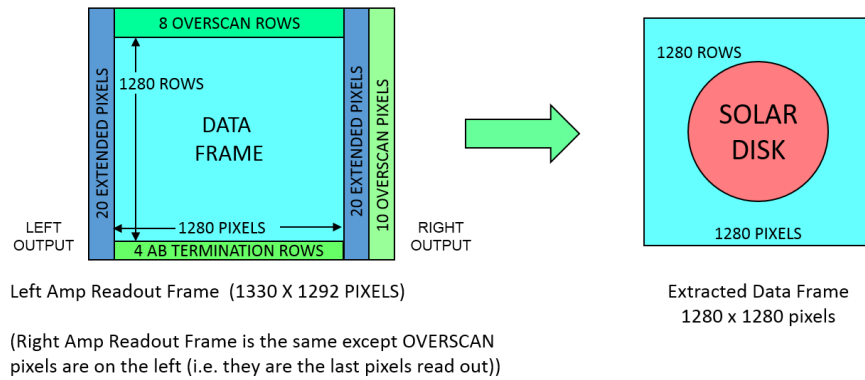 8 OVERSCAN ROWS
20 EXTENDED PIXELS
1280 ROWS
DATA
FRAME
1280 PIXELS
4 AB TERMINATION ROWS
20 EXTENDED PIXELS
10 OVERSCAN PIXELS
LEFT
OUTPUT
RIGHT
OUTPUT
Left Amp Readout Frame (1330 X 1292 PIXELS)
(Right Amp Readout Frame is the same except OVERSCAN
pixels are on the left (i.e. they are the last pixels read out))
1280 ROWS
SOLAR
DISK
1280 PIXELS
Extracted Data Frame
1280 x 1280 pixels